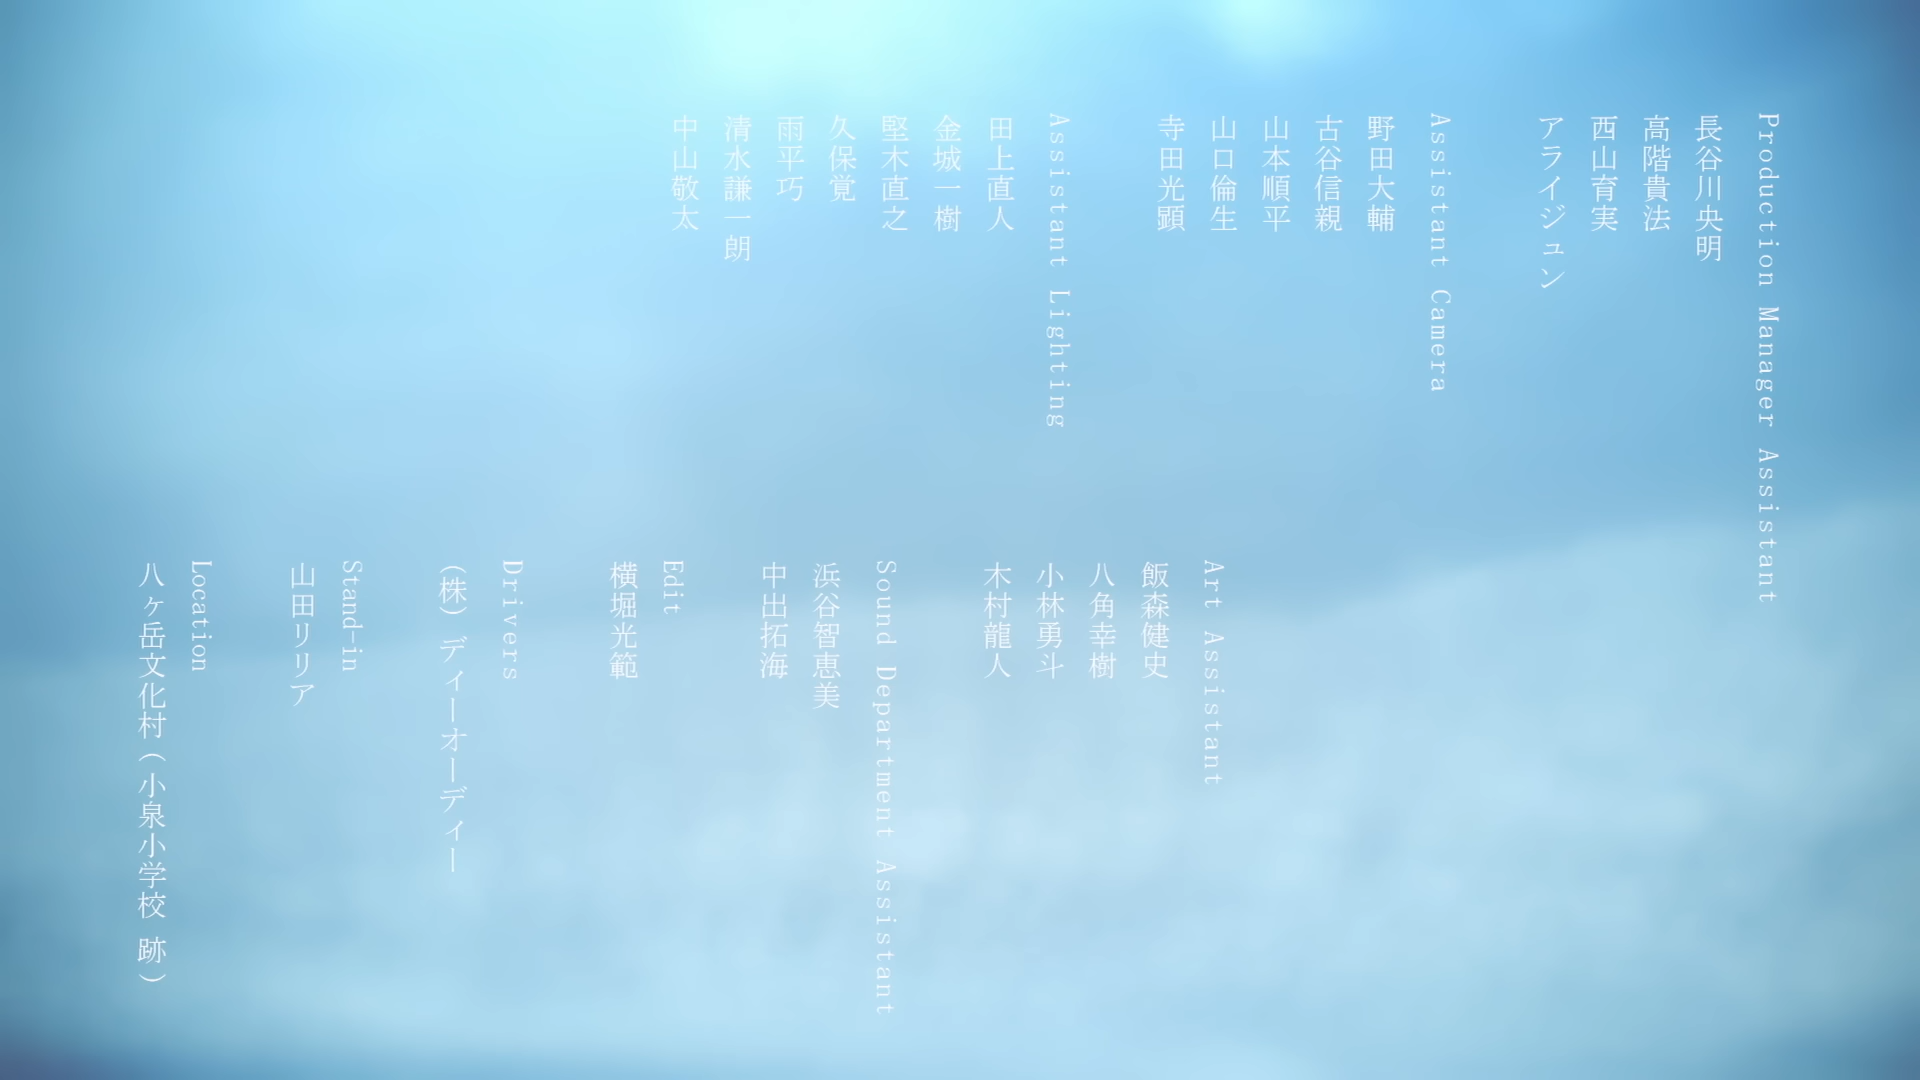 Production Manager Assistant
長谷川央明
高階貴法
西山育実
アライジュン
Assistant Camera
野田大輔
古谷信親
山本順平
山口倫生
寺田光顕
Assistant Lighting
田上直人
金城一樹
堅木直之
久保覚
雨平巧
清水謙一朗
中山敬太
Art Assistant
飯森健史
八角幸樹
小林勇斗
木村龍人
Sound Department Assistant
浜谷智恵美
中出拓海
Edit
横堀光範
Drivers
(株)ディーオーディー
Stand-in
山田リリア
Location
八ヶ岳文化村(小泉小学校 跡)